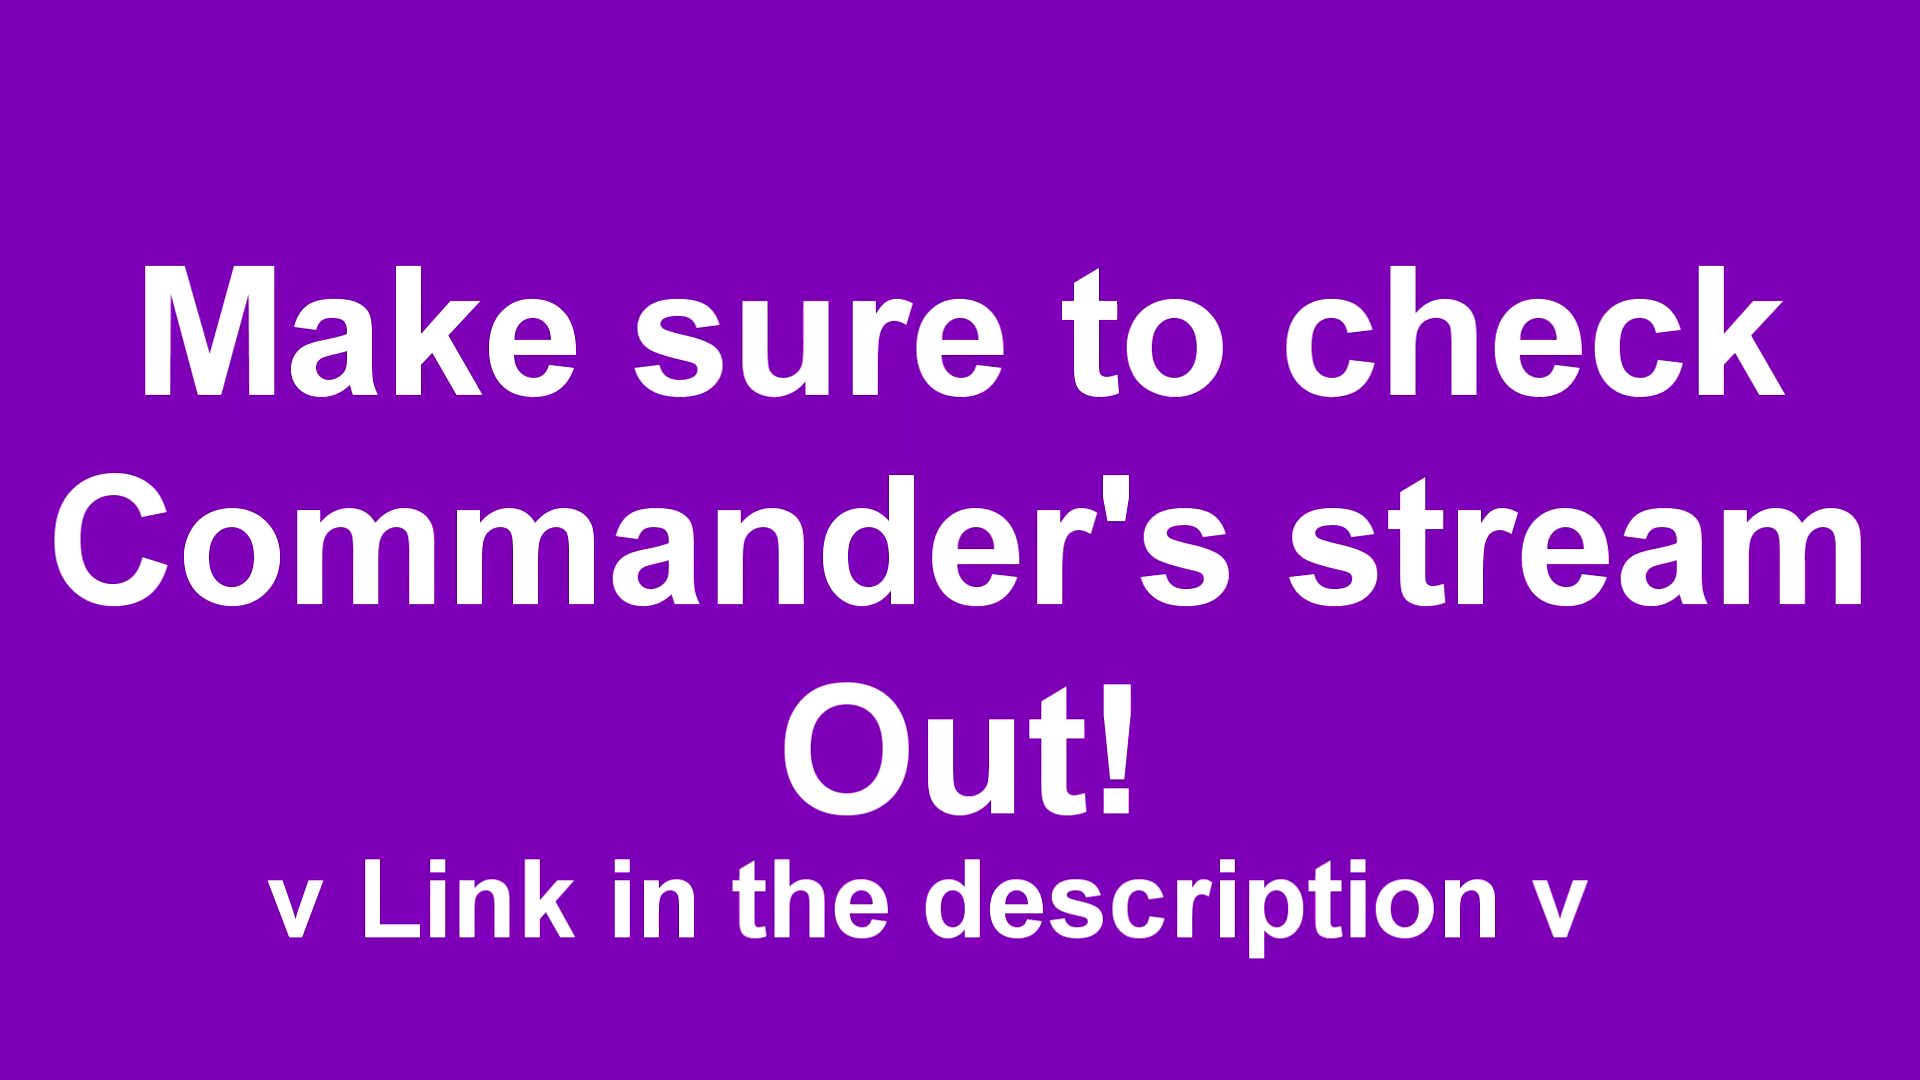 Make sure to check
Commander's stream
Out!
v Link in the description v